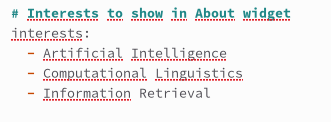 # Interests to show in About widget
interests:
- Artificial Intelligence
- Computational Linguistics
- Information Retrieval